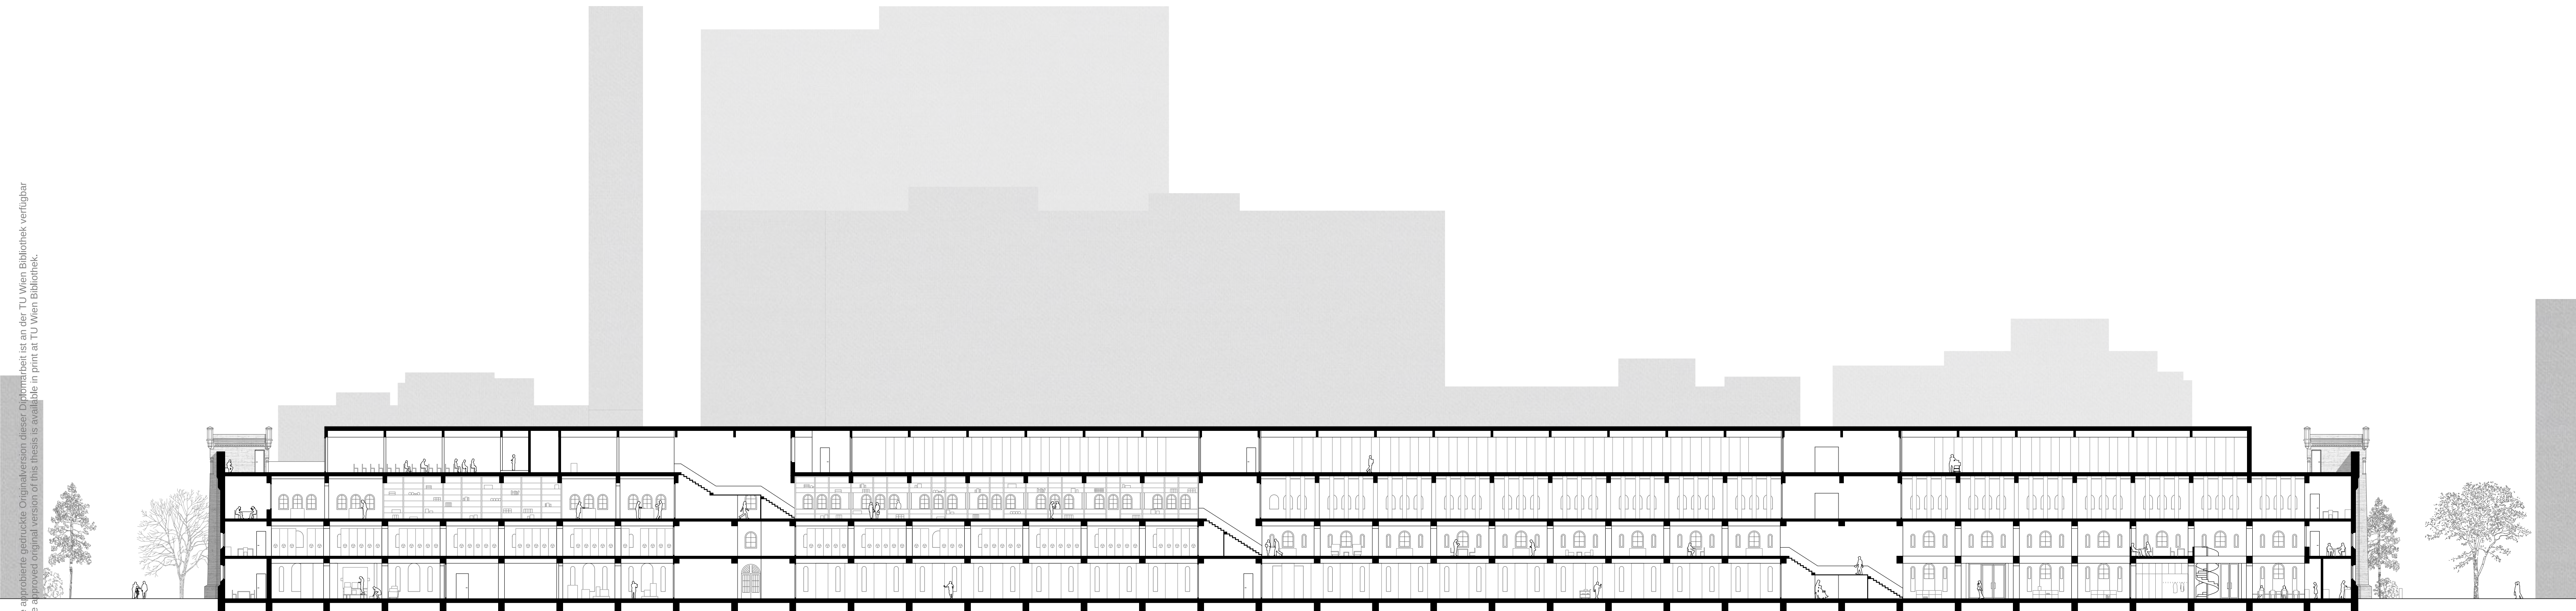 e approbierte gedruckte Originalversion dieser Diplomarbeit ist an der TU Wien Bibliothek verfügbar
e approved original version of this thesis is available in print at TU Wien Bibliothek.